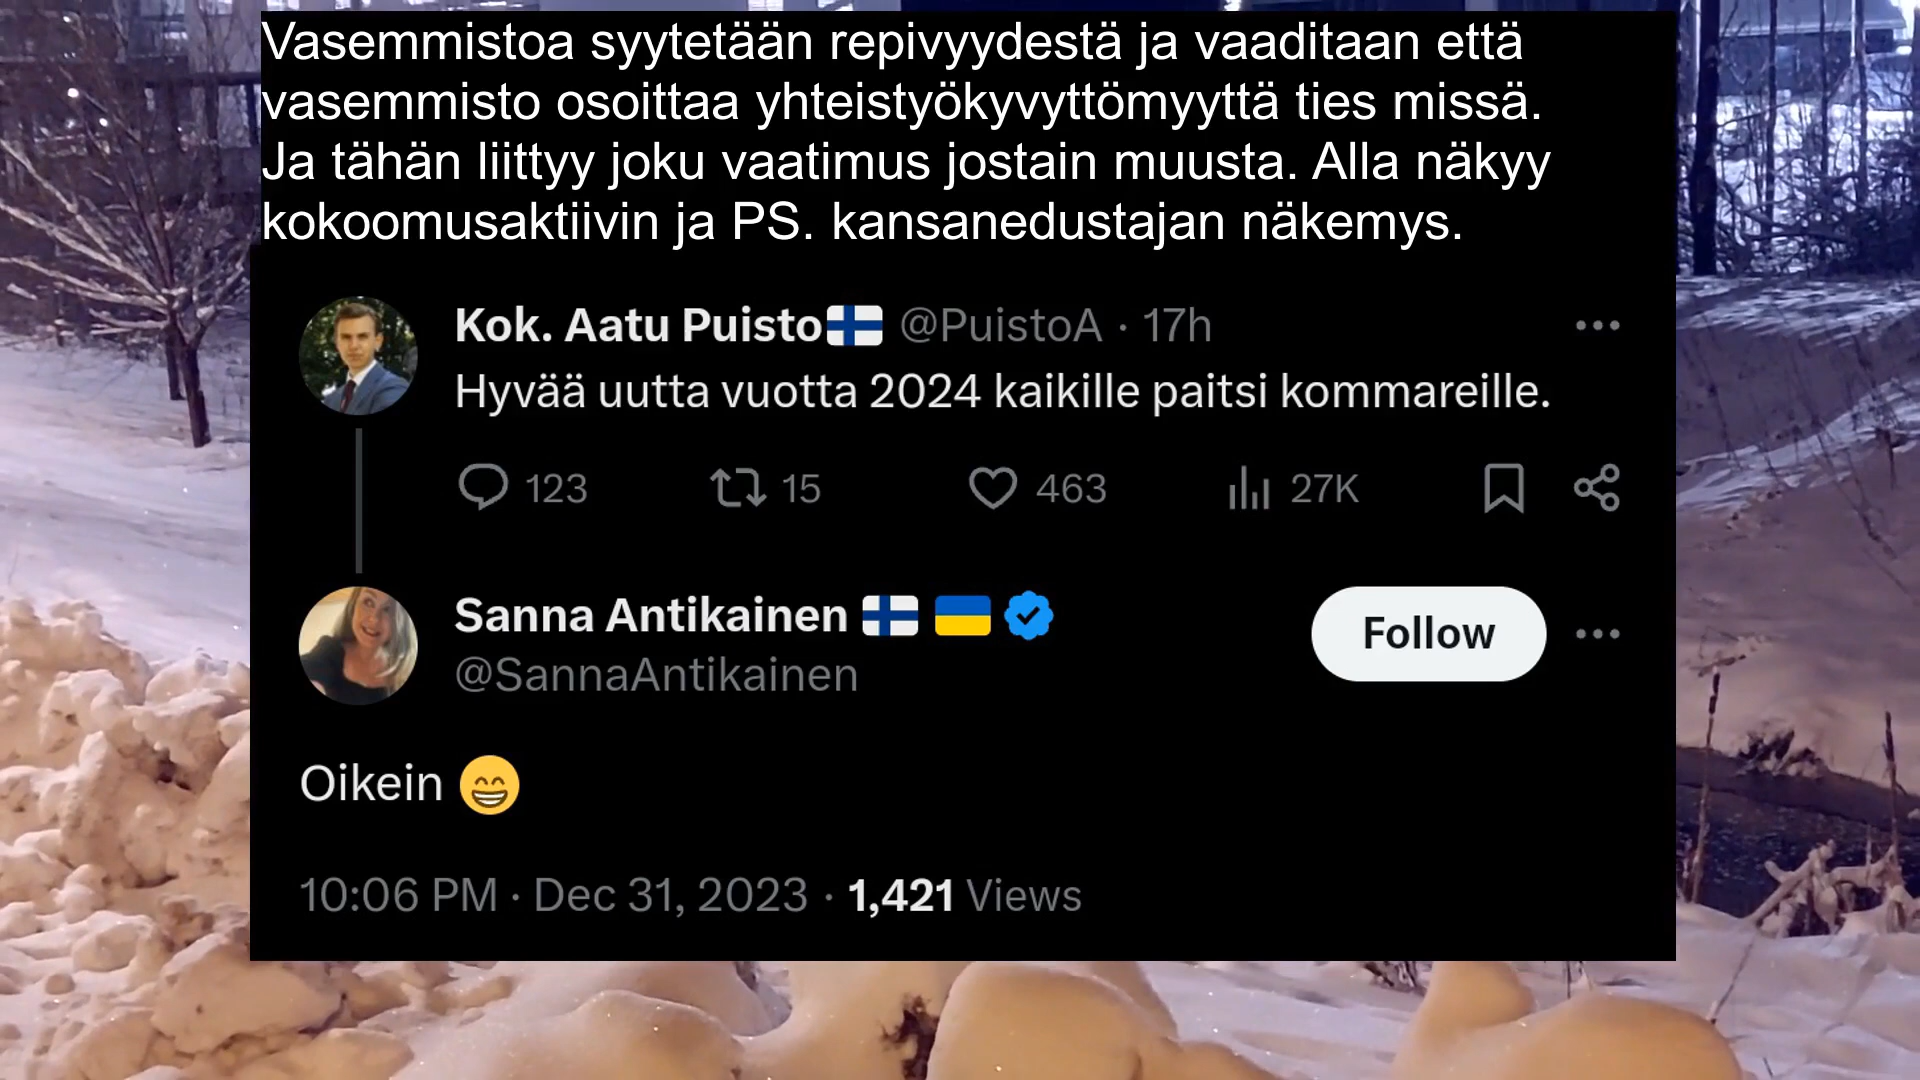 Vasemmistoa syytetään repivyydestä ja vaaditaan että
vasemmisto osoittaa yhteistyökyvyttömyyttä ties missä.
Ja tähän liittyy joku vaatimus jostain muusta. Alla näkyy
kokoomusaktiivin ja PS. kansanedustajan näkemys.
Kok. Aatu Puisto🇫🇮 @PuistoA · 17h
Hyvää uutta vuotta 2024 kaikille paitsi kommareille.
123 15 463 27K
Sanna Antikainen 🇫🇮 🇺🇦
@SannaAntikainen
Follow
Oikein 😁
10:06 PM · Dec 31, 2023 · 1,421 Views